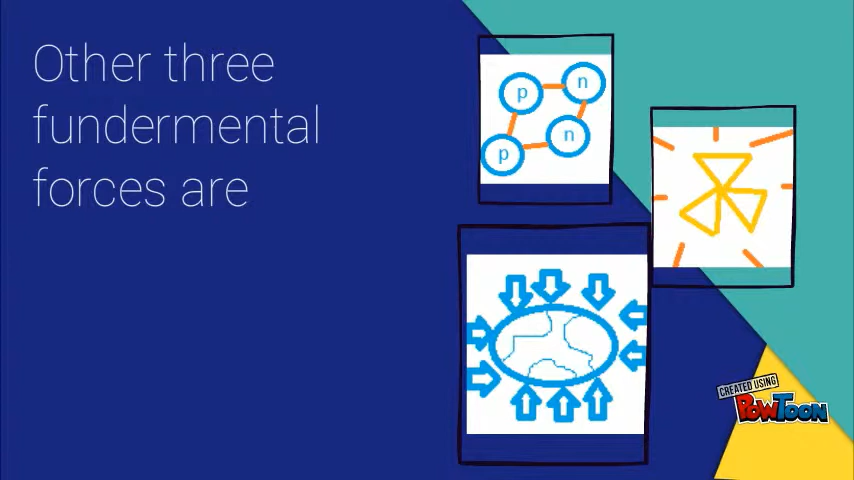 Other three
fundermental
forces are
p
n
n
p
CREATED USING
POWTOON